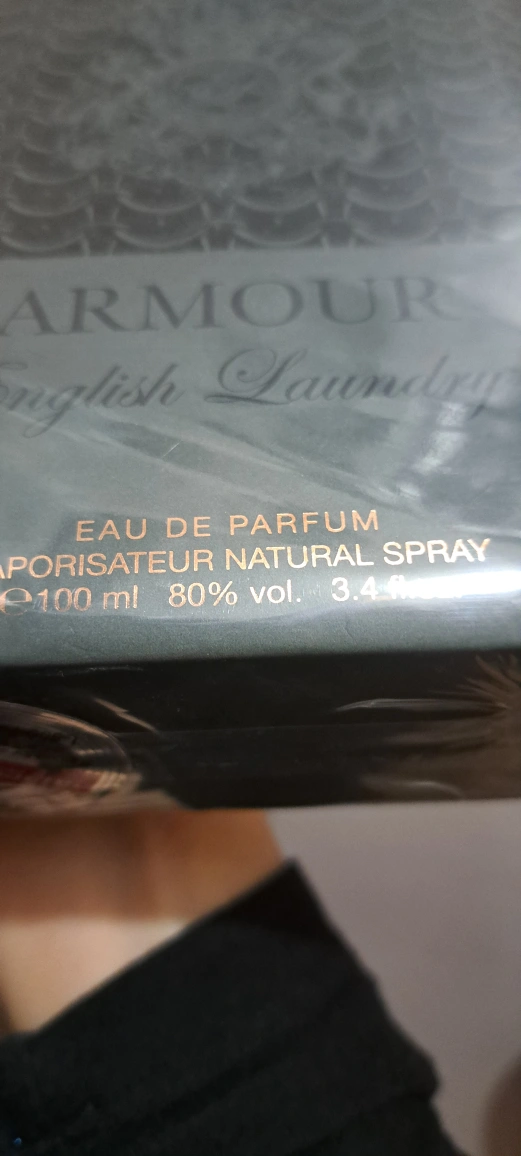 ARMOUR
English Laundry
EAU DE PARFUM
APORISATEUR NATURAL SPRAY
℮100 ml 80% vol. 3.4